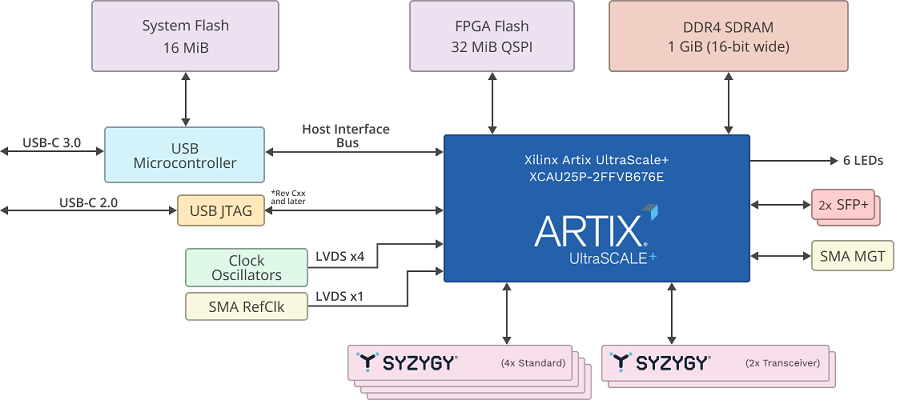 System Flash
16 MiB
FPGA Flash
32 MiB QSPI
DDR4 SDRAM
1 GiB (16-bit wide)
USB-C 3.0
USB
Microcontroller
Host Interface
Bus
Xilinx Artix UltraScale+
XCAU25P-2FFVB676E
6 LEDs
USB-C 2.0
USB JTAG
*Rev Cxx
and later
ARTIX®
UltraSCALE+
2x SFP+
Clock
Oscillators
LVDS x4
SMA MGT
SMA RefClk
LVDS x1
SYZYGY® (4x Standard)
SYZYGY® (2x Transceiver)